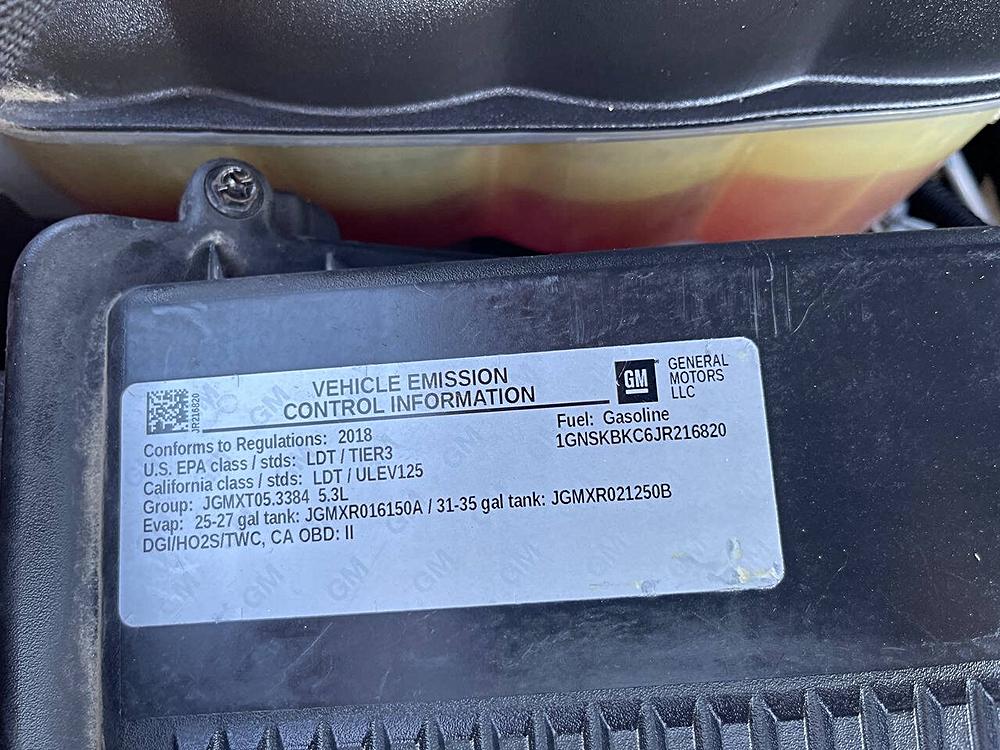 VEHICLE EMISSION
CONTROL INFORMATION
GM
GENERAL
MOTORS
LLC
JR216820
Conforms to Regulations: 2018
U.S. EPA class / stds: LDT / TIER3
California class / stds: LDT / ULEV125
Group: JGMXT05.3384 5.3L
Evap: 25-27 gal tank: JGMXR016150A / 31-35 gal tank: JGMXR021250B
DGI/HO2S/TWC, CA OBD: II
Fuel: Gasoline
1GNSKBKC6JR216820